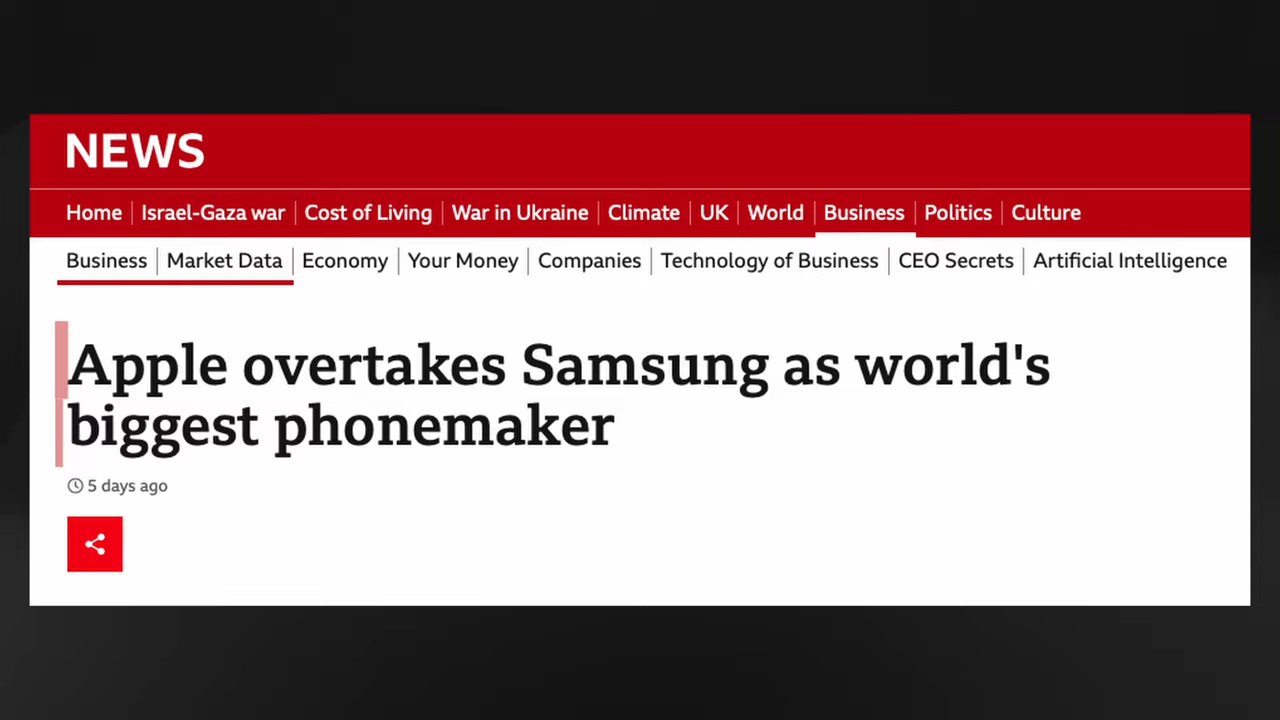 NEWS
Home Israel-Gaza war Cost of Living War in Ukraine Climate UK World Business Politics Culture
Business Market Data Economy Your Money Companies Technology of Business CEO Secrets Artificial Intelligence
Apple overtakes Samsung as world's
biggest phonemaker
5 days ago